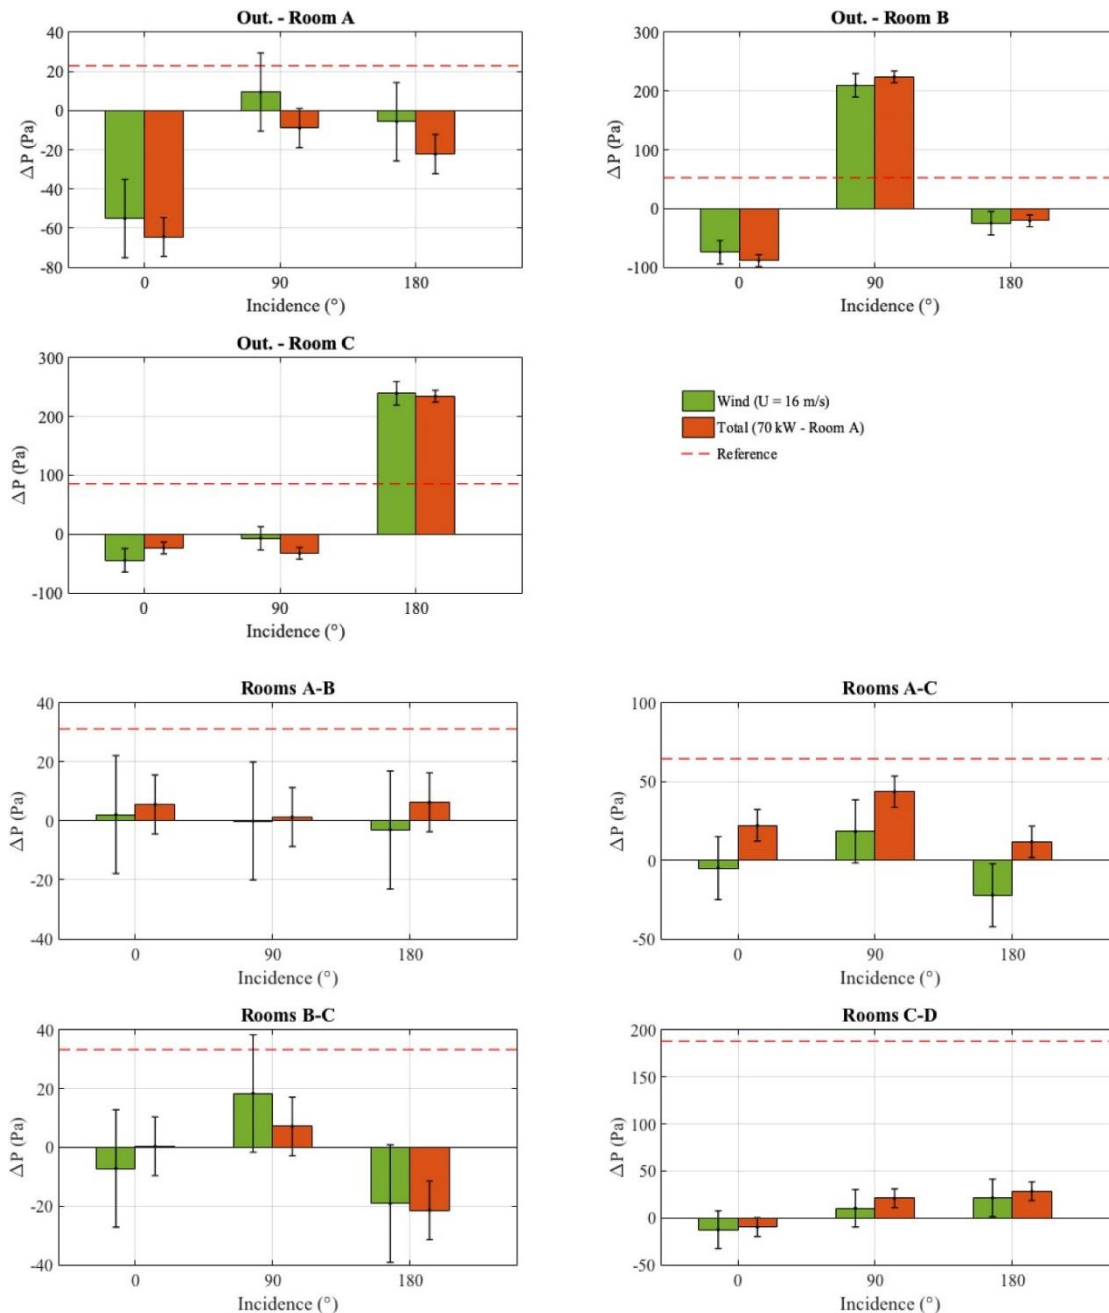 Out. - Room A
40
20
0
-20
-40
-60
-80
ΔP (Pa)
0 90 180
Incidence (°)
Out. - Room B
300
200
100
0
-100
ΔP (Pa)
0 90 180
Incidence (°)
Out. - Room C
300
200
100
0
-100
ΔP (Pa)
0 90 180
Incidence (°)
Wind (U = 16 m/s)
Total (70 kW - Room A)
Reference
Rooms A-B
40
20
0
-20
-40
ΔP (Pa)
0 90 180
Incidence (°)
Rooms A-C
100
50
0
-50
ΔP (Pa)
0 90 180
Incidence (°)
Rooms B-C
40
20
0
-20
-40
ΔP (Pa)
0 90 180
Incidence (°)
Rooms C-D
200
150
100
50
0
-50
ΔP (Pa)
0 90 180
Incidence (°)